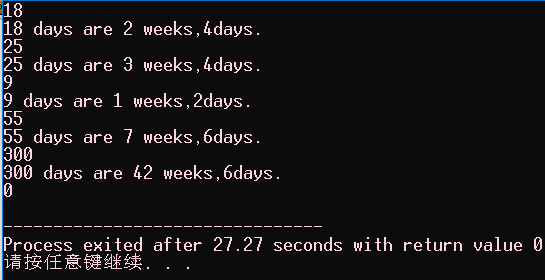 18
18 days are 2 weeks,4days.
25
25 days are 3 weeks,4days.
9
9 days are 1 weeks,2days.
55
55 days are 7 weeks,6days.
300
300 days are 42 weeks,6days.
0
--------------------------------
Process exited after 27.27 seconds with return value 0
请按任意键继续. . .